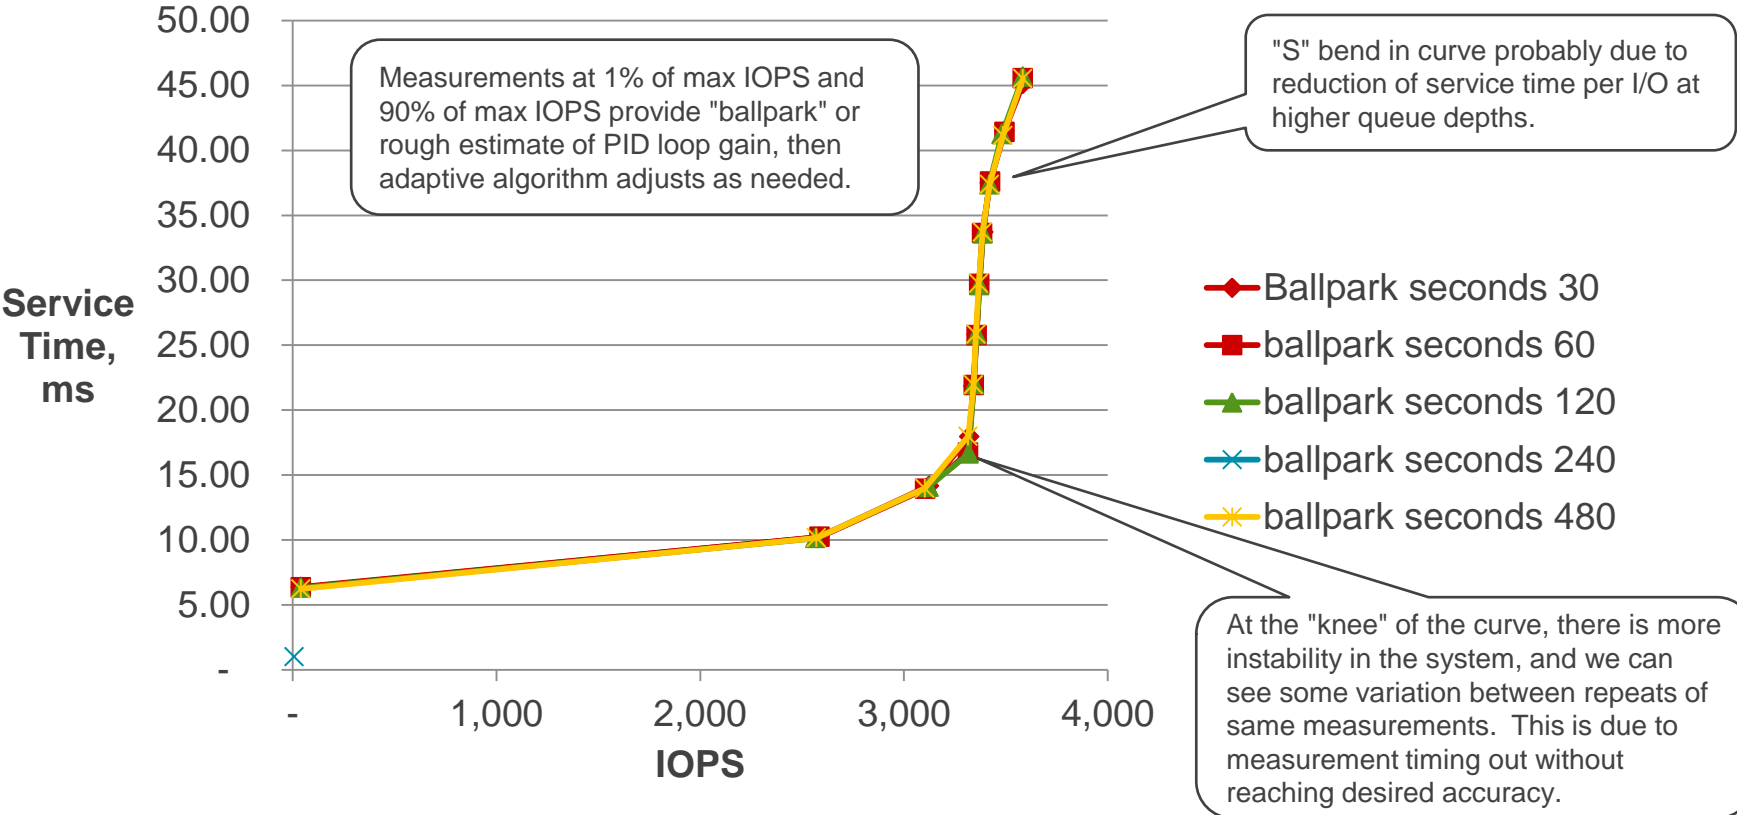 50.00
45.00
40.00
35.00
30.00
25.00
20.00
15.00
10.00
5.00
-
Service
Time,
ms
-
1,000
2,000
3,000
4,000
IOPS
Measurements at 1% of max IOPS and
90% of max IOPS provide "ballpark" or
rough estimate of PID loop gain, then
adaptive algorithm adjusts as needed.
"S" bend in curve probably due to
reduction of service time per I/O at
higher queue depths.
Ballpark seconds 30
ballpark seconds 60
ballpark seconds 120
ballpark seconds 240
ballpark seconds 480
At the "knee" of the curve, there is more
instability in the system, and we can
see some variation between repeats of
same measurements.  This is due to
measurement timing out without
reaching desired accuracy.